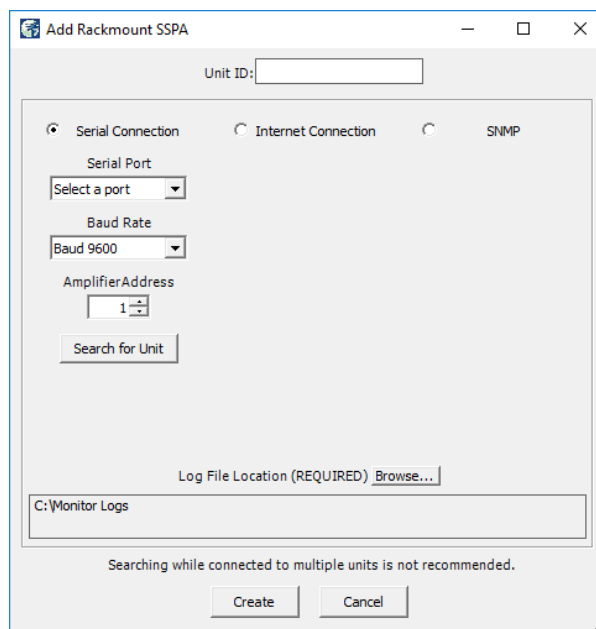 Add Rackmount SSPA
Unit ID:
Serial Connection Internet Connection SNMP
Serial Port
Select a port
Baud Rate
Baud 9600
AmplifierAddress
1
Search for Unit
Log File Location (REQUIRED) Browse...
C:\Monitor Logs
Searching while connected to multiple units is not recommended.
Create Cancel